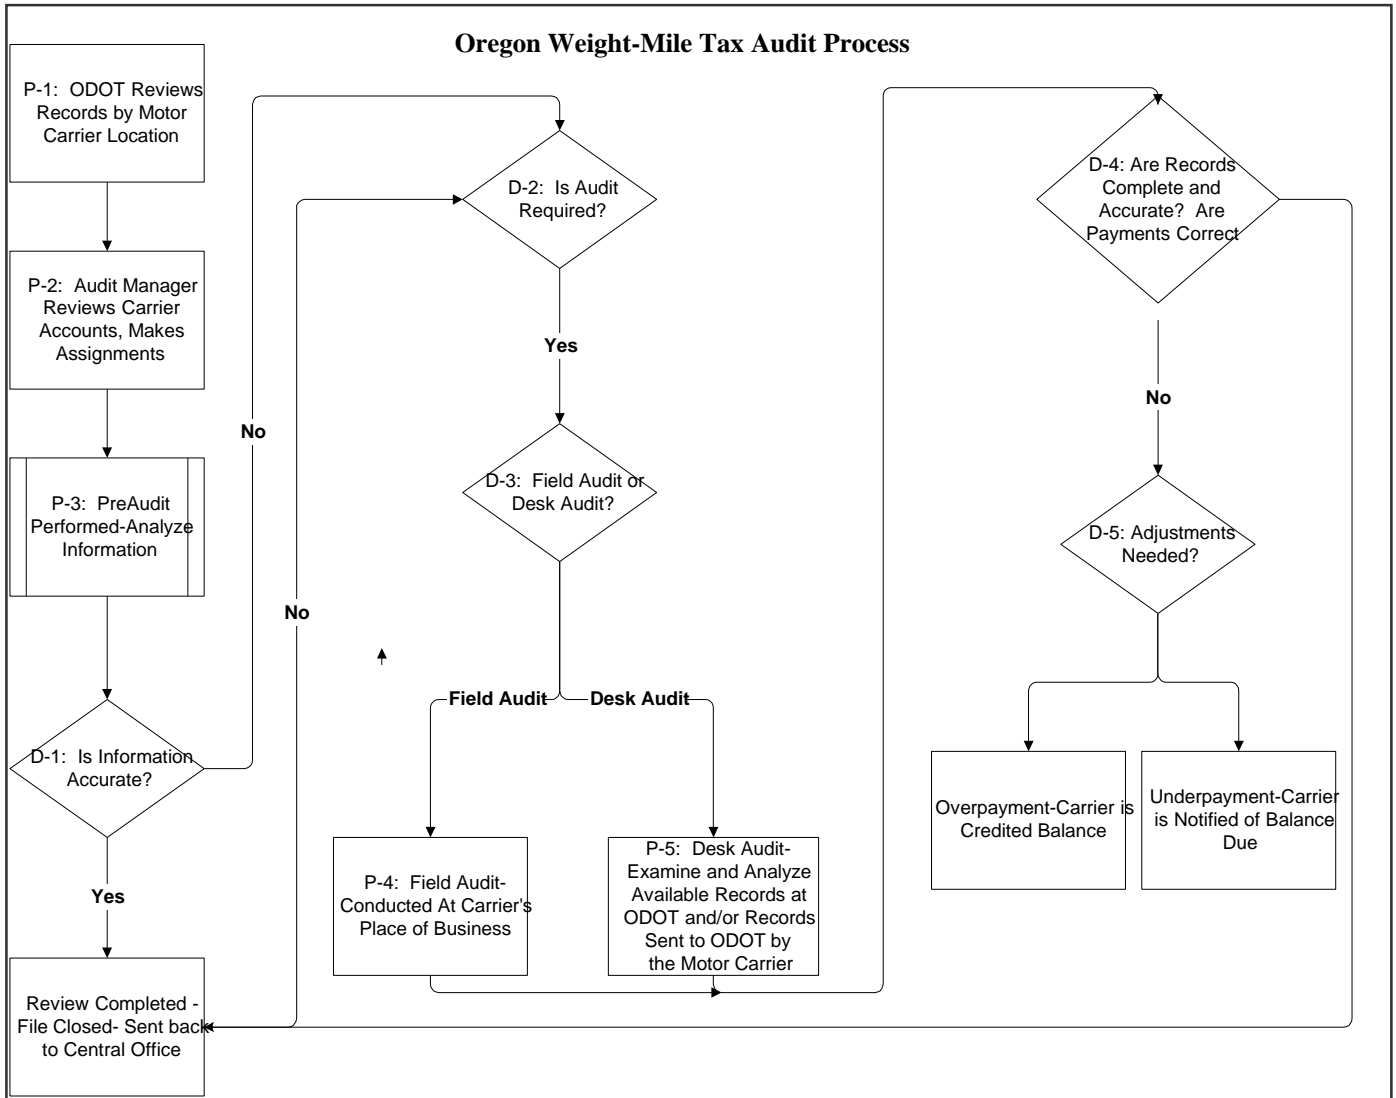 Oregon Weight-Mile Tax Audit Process
P-1: ODOT Reviews
Records by Motor
Carrier Location
P-2: Audit Manager
Reviews Carrier
Accounts, Makes
Assignments
P-3: PreAudit
Performed-Analyze
Information
D-1: Is Information
Accurate?
Yes
Review Completed -
File Closed- Sent back
to Central Office
No
No
D-2: Is Audit
Required?
Yes
D-3: Field Audit or
Desk Audit?
Field Audit
Desk Audit
P-4: Field Audit-
Conducted At Carrier's
Place of Business
P-5: Desk Audit-
Examine and Analyze
Available Records at
ODOT and/or Records
Sent to ODOT by
the Motor Carrier
D-4: Are Records
Complete and
Accurate? Are
Payments Correct
No
D-5: Adjustments
Needed?
Overpayment-Carrier is
Credited Balance
Underpayment-Carrier
is Notified of Balance
Due